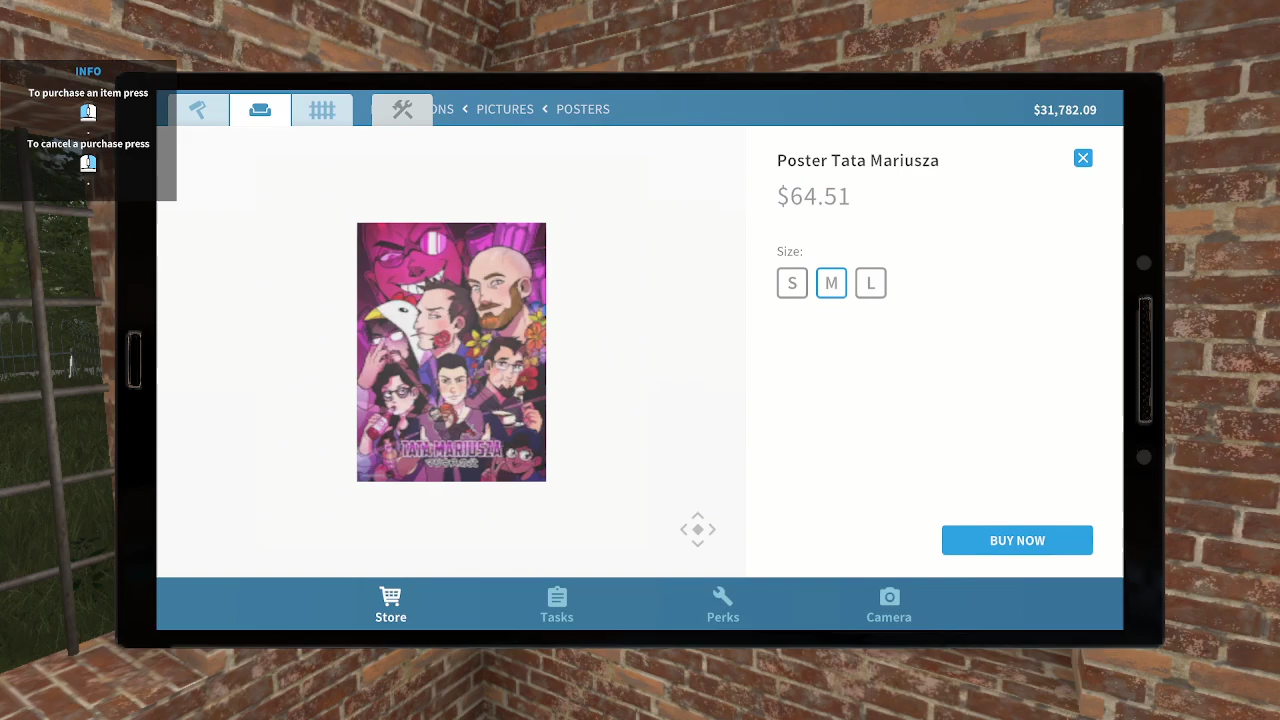 INFO
To purchase an item press
.
To cancel a purchase press
.
ONS < PICTURES < POSTERS
$31,782.09
Poster Tata Mariusza
$64.51
Size:
S M L
TATA MARIUSZA
BUY NOW
Store Tasks Perks Camera